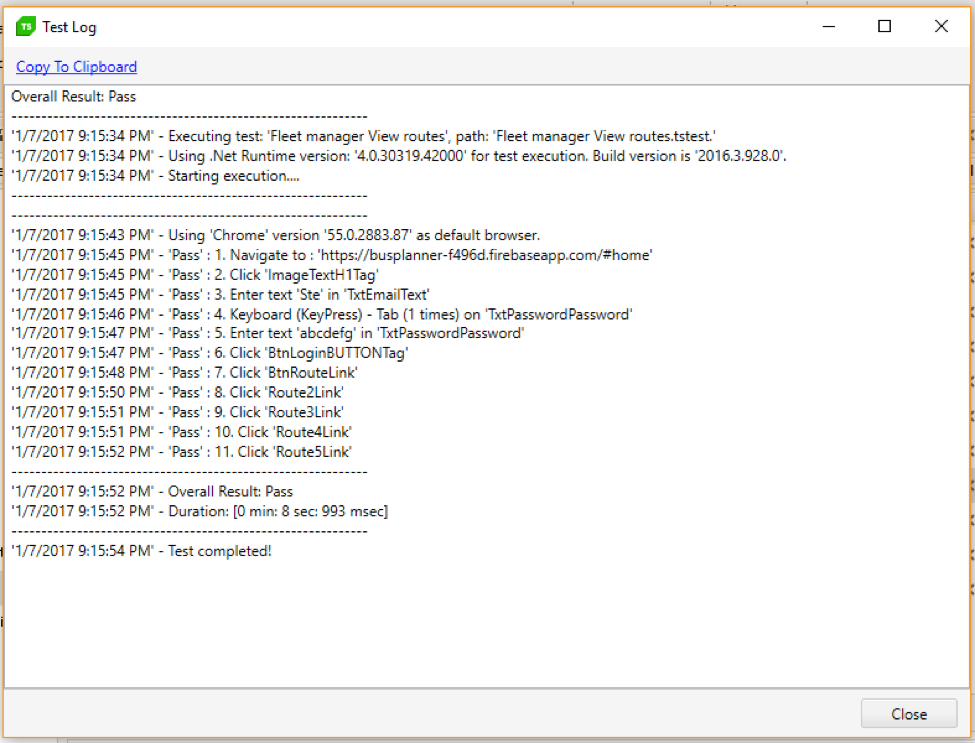 TS Test Log
Copy To Clipboard
Overall Result: Pass
------------------------------------------------------------
'1/7/2017 9:15:34 PM' - Executing test: 'Fleet manager View routes', path: 'Fleet manager View routes.tstest.'
'1/7/2017 9:15:34 PM' - Using .Net Runtime version: '4.0.30319.42000' for test execution. Build version is '2016.3.928.0'.
'1/7/2017 9:15:34 PM' - Starting execution....
------------------------------------------------------------
------------------------------------------------------------
'1/7/2017 9:15:43 PM' - Using 'Chrome' version '55.0.2883.87' as default browser.
'1/7/2017 9:15:45 PM' - 'Pass' : 1. Navigate to : 'https://busplanner-f496d.firebaseapp.com/#home'
'1/7/2017 9:15:45 PM' - 'Pass' : 2. Click 'ImageTextH1Tag'
'1/7/2017 9:15:45 PM' - 'Pass' : 3. Enter text 'Ste' in 'TxtEmailText'
'1/7/2017 9:15:46 PM' - 'Pass' : 4. Keyboard (KeyPress) - Tab (1 times) on 'TxtPasswordPassword'
'1/7/2017 9:15:47 PM' - 'Pass' : 5. Enter text 'abcdefg' in 'TxtPasswordPassword'
'1/7/2017 9:15:47 PM' - 'Pass' : 6. Click 'BtnLoginBUTTONTag'
'1/7/2017 9:15:48 PM' - 'Pass' : 7. Click 'BtnRouteLink'
'1/7/2017 9:15:50 PM' - 'Pass' : 8. Click 'Route2Link'
'1/7/2017 9:15:51 PM' - 'Pass' : 9. Click 'Route3Link'
'1/7/2017 9:15:51 PM' - 'Pass' : 10. Click 'Route4Link'
'1/7/2017 9:15:52 PM' - 'Pass' : 11. Click 'Route5Link'
------------------------------------------------------------
'1/7/2017 9:15:52 PM' - Overall Result: Pass
'1/7/2017 9:15:52 PM' - Duration: [0 min: 8 sec: 993 msec]
------------------------------------------------------------
'1/7/2017 9:15:54 PM' - Test completed!
Close